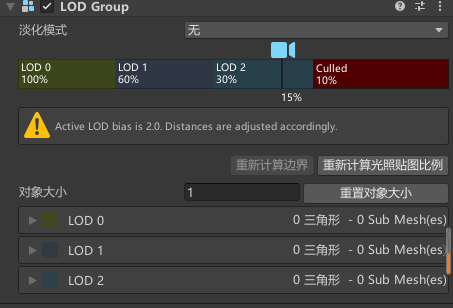 LOD Group
淡化模式
无
LOD 0
100%
LOD 1
60%
LOD 2
30%
Culled
10%
15%
Active LOD bias is 2.0. Distances are adjusted accordingly.
重新计算边界
重新计算光照贴图比例
对象大小
1
重置对象大小
LOD 0
0 三角形 - 0 Sub Mesh(es)
LOD 1
0 三角形 - 0 Sub Mesh(es)
LOD 2
0 三角形 - 0 Sub Mesh(es)